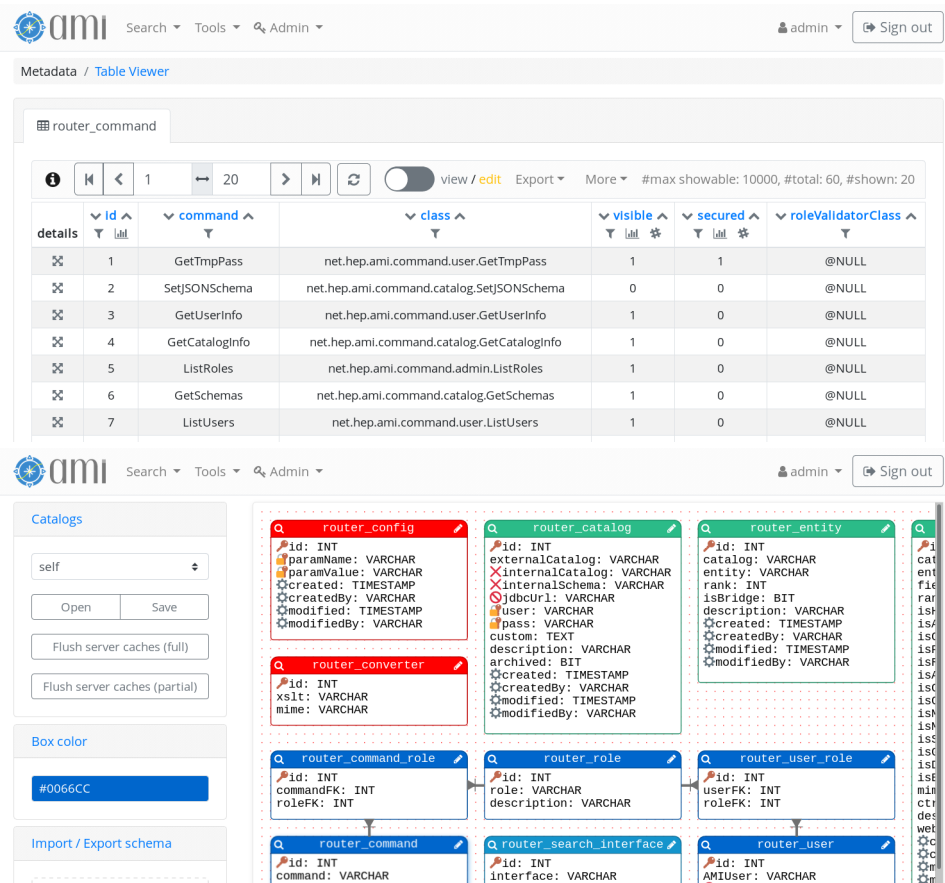 ami Search Tools Admin admin Sign out
Metadata / Table Viewer
router_command
1 20 view / edit Export More #max showable: 10000, #total: 60, #shown: 20
details id command class visible secured roleValidatorClass
1 GetTmpPass net.hep.ami.command.user.GetTmpPass 1 1 @NULL
2 SetJSONSchema net.hep.ami.command.catalog.SetJSONSchema 0 0 @NULL
3 GetUserInfo net.hep.ami.command.user.GetUserInfo 1 0 @NULL
4 GetCatalogInfo net.hep.ami.command.catalog.GetCatalogInfo 1 0 @NULL
5 ListRoles net.hep.ami.command.admin.ListRoles 1 0 @NULL
6 GetSchemas net.hep.ami.command.catalog.GetSchemas 1 0 @NULL
7 ListUsers net.hep.ami.command.user.ListUsers 1 0 @NULL
ami Search Tools Admin admin Sign out
Catalogs
self
Open Save
Flush server caches (full)
Flush server caches (partial)
Box color
#0066CC
Import / Export schema
router_config
id: INT
paramName: VARCHAR
paramValue: VARCHAR
created: TIMESTAMP
createdBy: VARCHAR
modified: TIMESTAMP
modifiedBy: VARCHAR
router_converter
id: INT
xslt: VARCHAR
mime: VARCHAR
router_catalog
id: INT
externalCatalog: VARCHAR
internalCatalog: VARCHAR
internalSchema: VARCHAR
jdbcUrl: VARCHAR
user: VARCHAR
pass: VARCHAR
custom: TEXT
description: VARCHAR
archived: BIT
created: TIMESTAMP
createdBy: VARCHAR
modified: TIMESTAMP
modifiedBy: VARCHAR
router_entity
id: INT
catalog: VARCHAR
entity: VARCHAR
rank: INT
isBridge: BIT
description: VARCHAR
created: TIMESTAMP
createdBy: VARCHAR
modified: TIMESTAMP
modifiedBy: VARCHAR
router_command_role
id: INT
commandFK: INT
roleFK: INT
router_role
id: INT
role: VARCHAR
description: VARCHAR
router_user_role
id: INT
userFK: INT
roleFK: INT
router_command
id: INT
command: VARCHAR
router_search_interface
id: INT
interface: VARCHAR
router_user
id: INT
AMIUser: VARCHAR